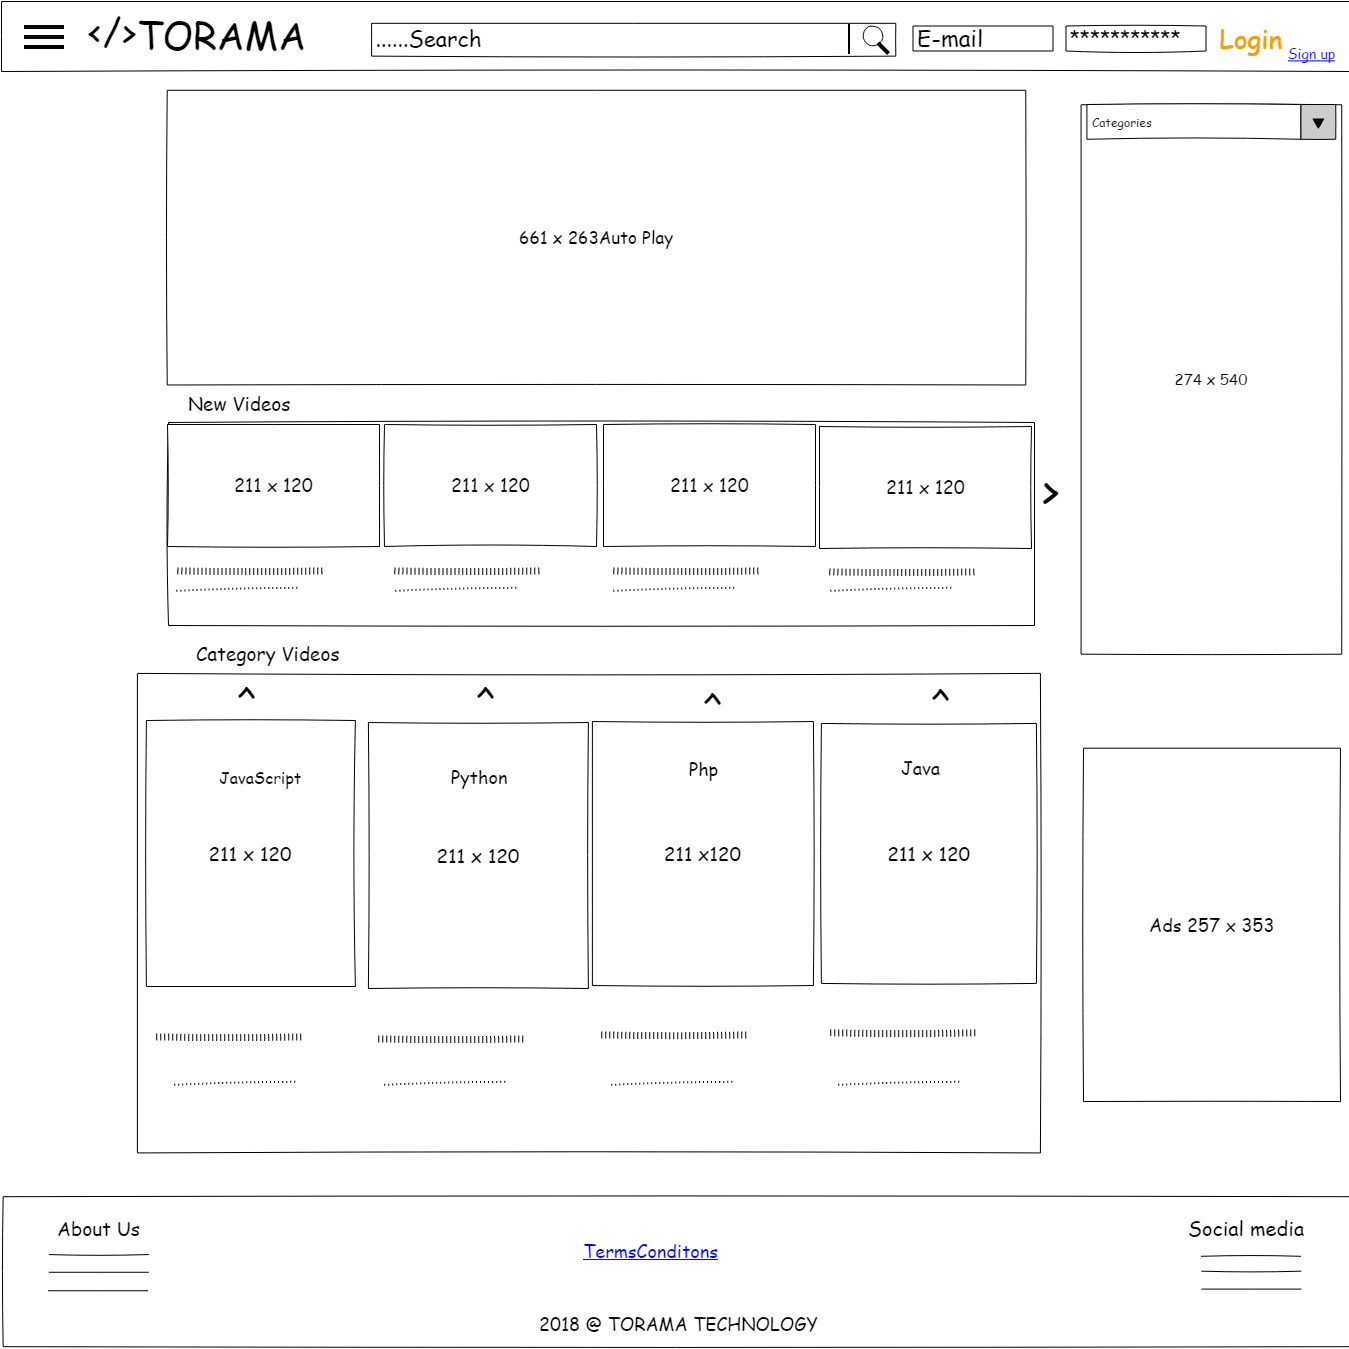 </>TORAMA
......Search
E-mail
***********
Login
Sign up
661 x 263Auto Play
Categories
274 x 540
New Videos
211 x 120
211 x 120
211 x 120
211 x 120
Category Videos
JavaScript
211 x 120
Python
211 x 120
Php
211 x120
Java
211 x 120
Ads 257 x 353
About Us
TermsConditons
Social media
2018 @ TORAMA TECHNOLOGY